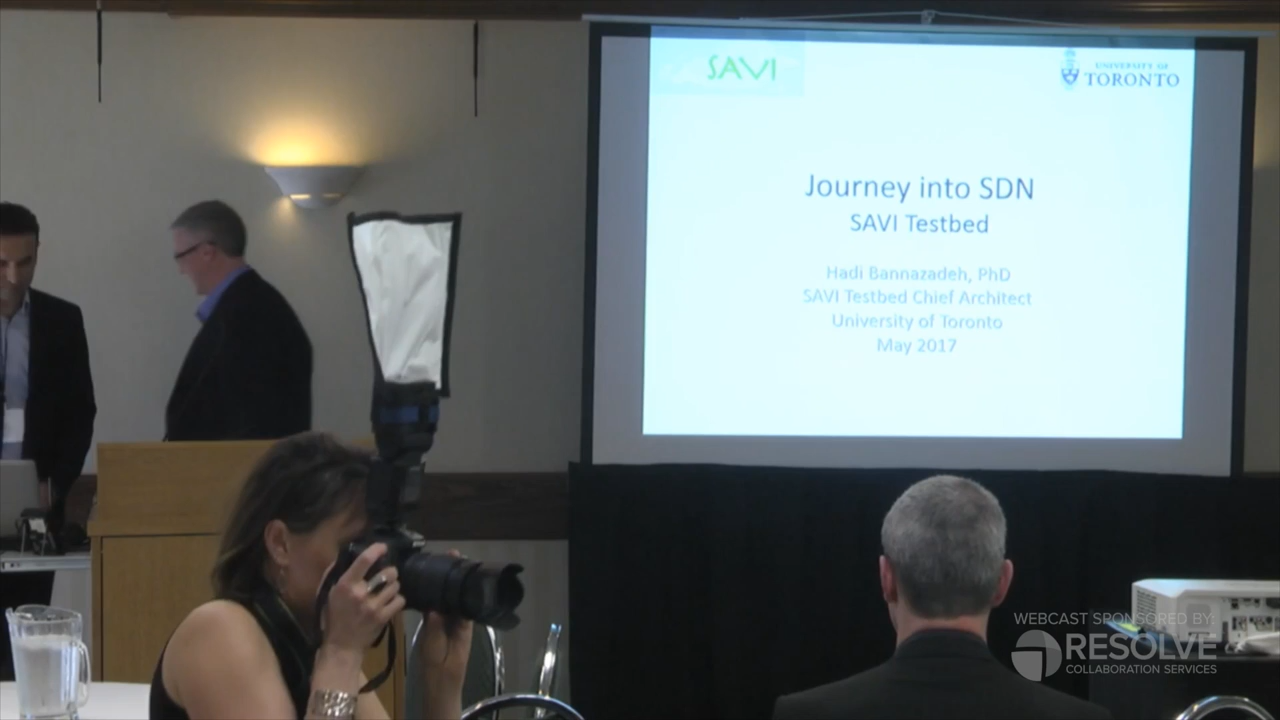 SAVI
UNIVERSITY OF
TORONTO
Journey into SDN
SAVI Testbed
Hadi Bannazadeh, PhD
SAVI Testbed Chief Architect
University of Toronto
May 2017
WEBCAST SPONSORED BY:
RESOLVE
COLLABORATION SERVICES